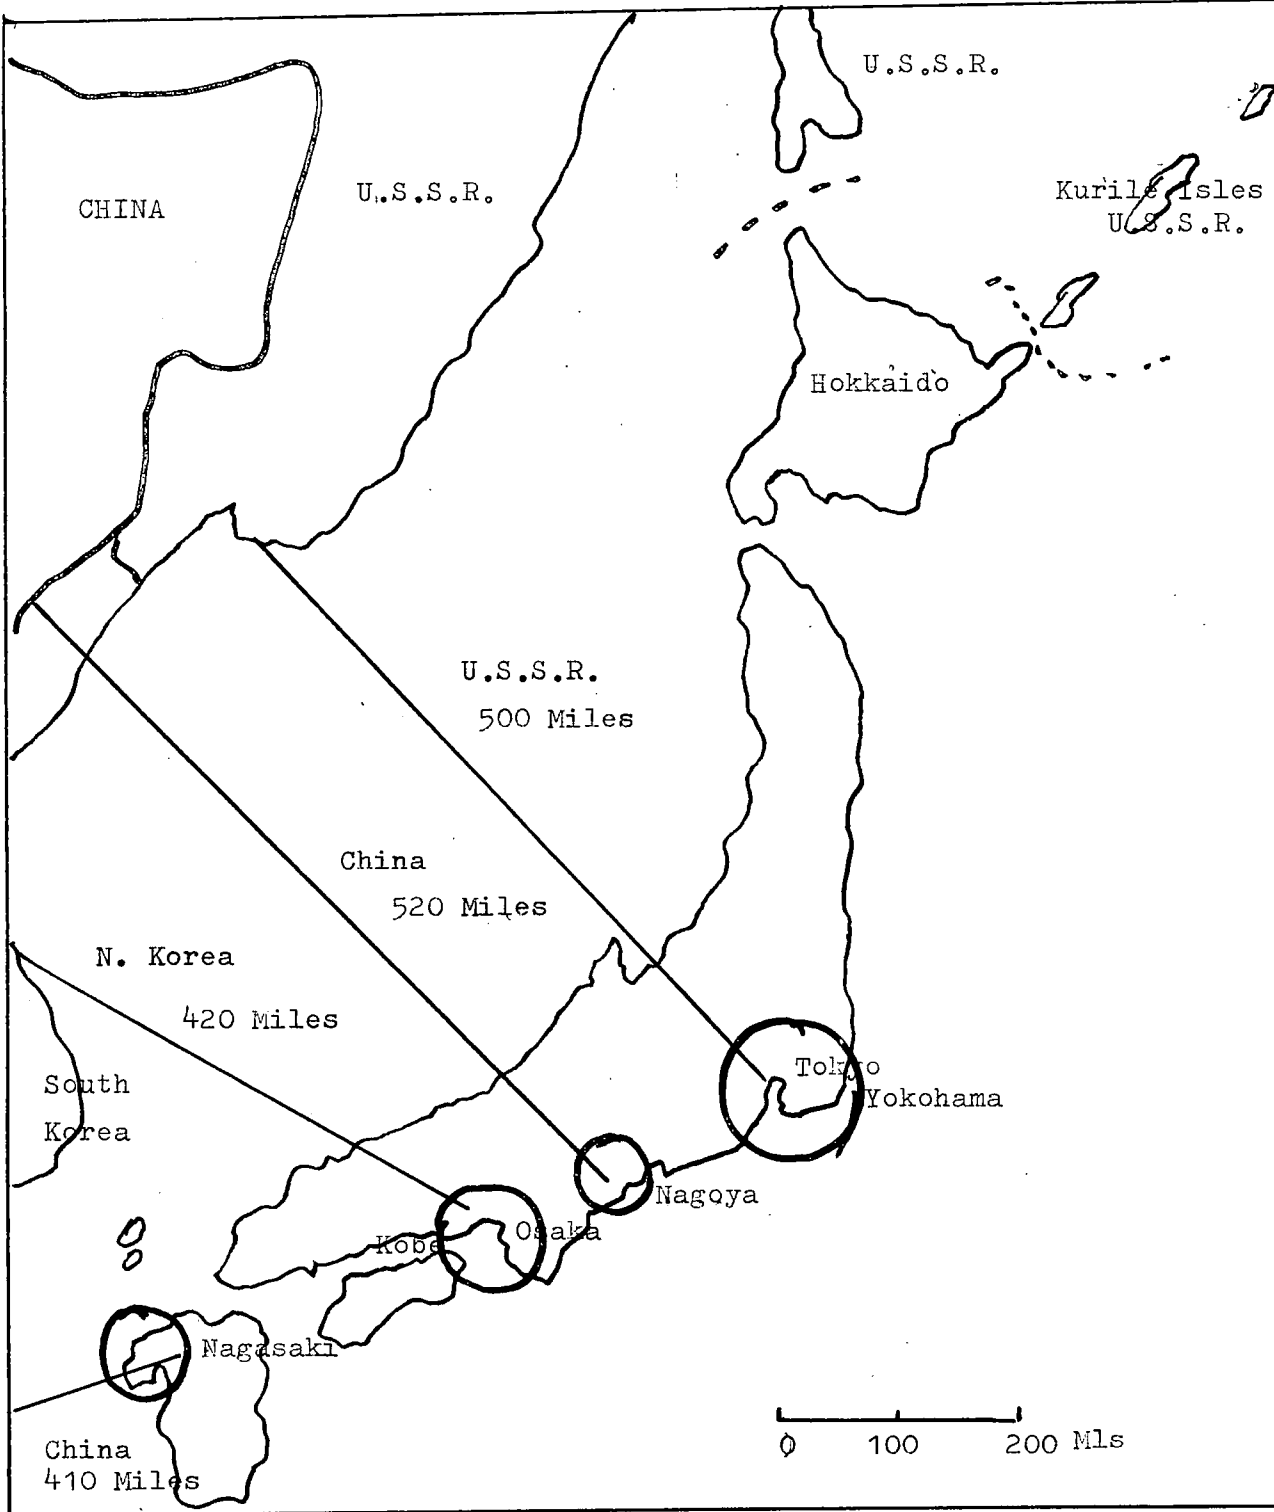 U.S.S.R.
CHINA
U.S.S.R.
Kurile Isles
U.S.S.R.
Hokkaido
U.S.S.R.
500 Miles
China
520 Miles
N. Korea
420 Miles
South
Korea
Tokyo
Yokohama
Nagoya
Osaka
Kobe
Nagasaki
China
410 Miles
0 100 200 Mls